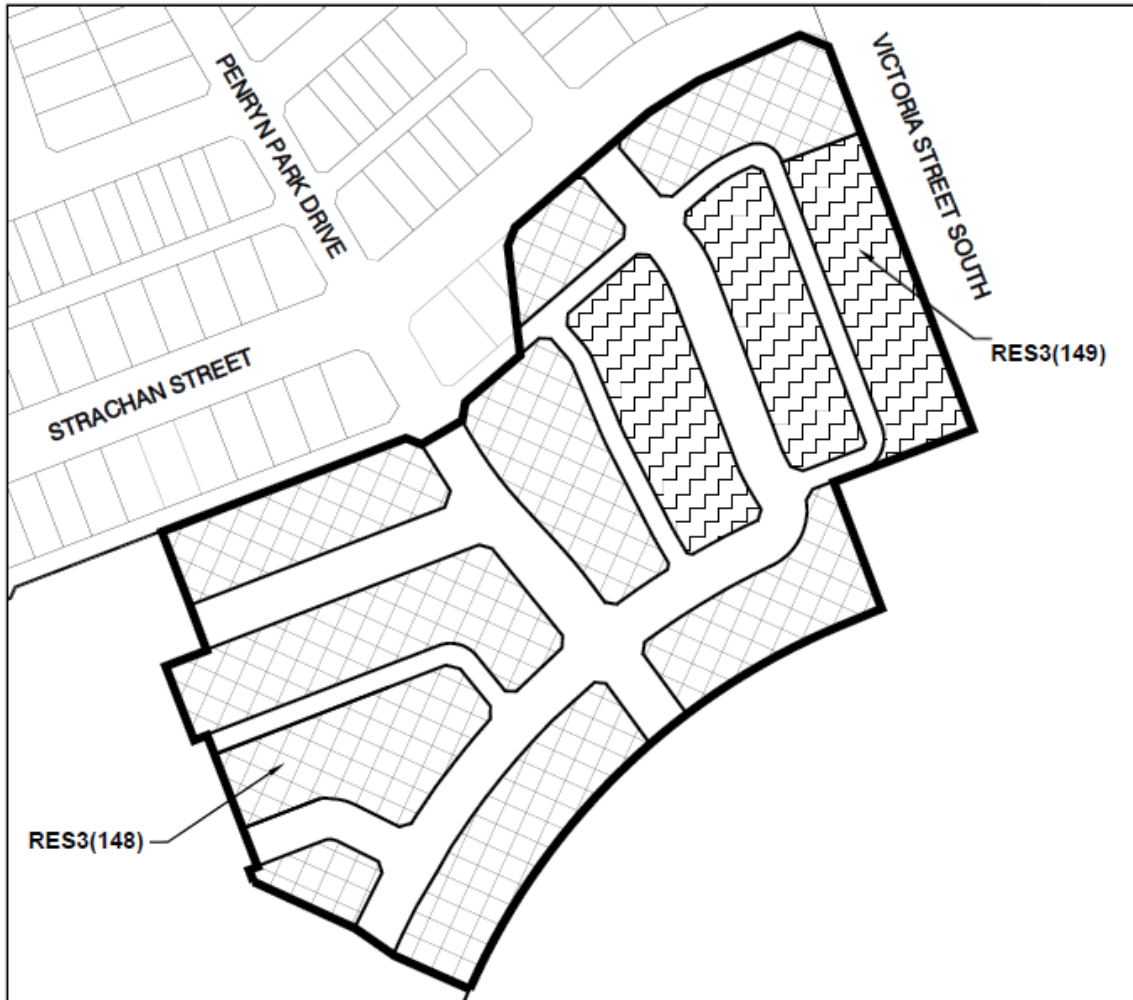 PENRYN PARK DRIVE
VICTORIA STREET SOUTH
RES3(149)
STRACHAN STREET
RES3(148)